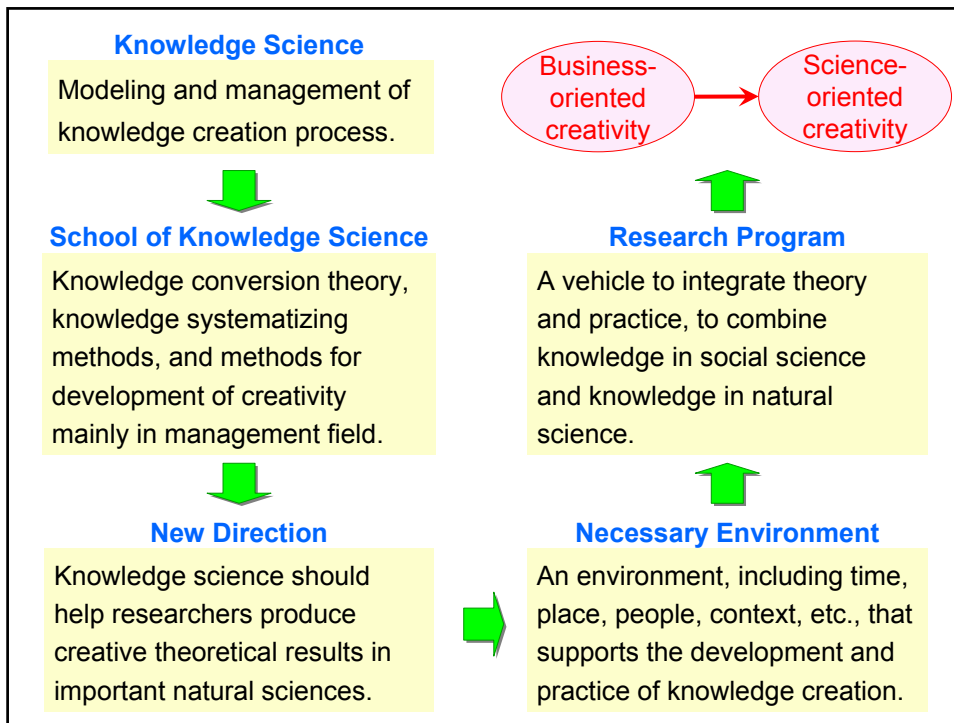 Knowledge Science
Modeling and management of
knowledge creation process.
School of Knowledge Science
Knowledge conversion theory,
knowledge systematizing
methods, and methods for
development of creativity
mainly in management field.
New Direction
Knowledge science should
help researchers produce
creative theoretical results in
important natural sciences.
Necessary Environment
An environment, including time,
place, people, context, etc., that
supports the development and
practice of knowledge creation.
Research Program
A vehicle to integrate theory
and practice, to combine
knowledge in social science
and knowledge in natural
science.
Business-
oriented
creativity
Science-
oriented
creativity